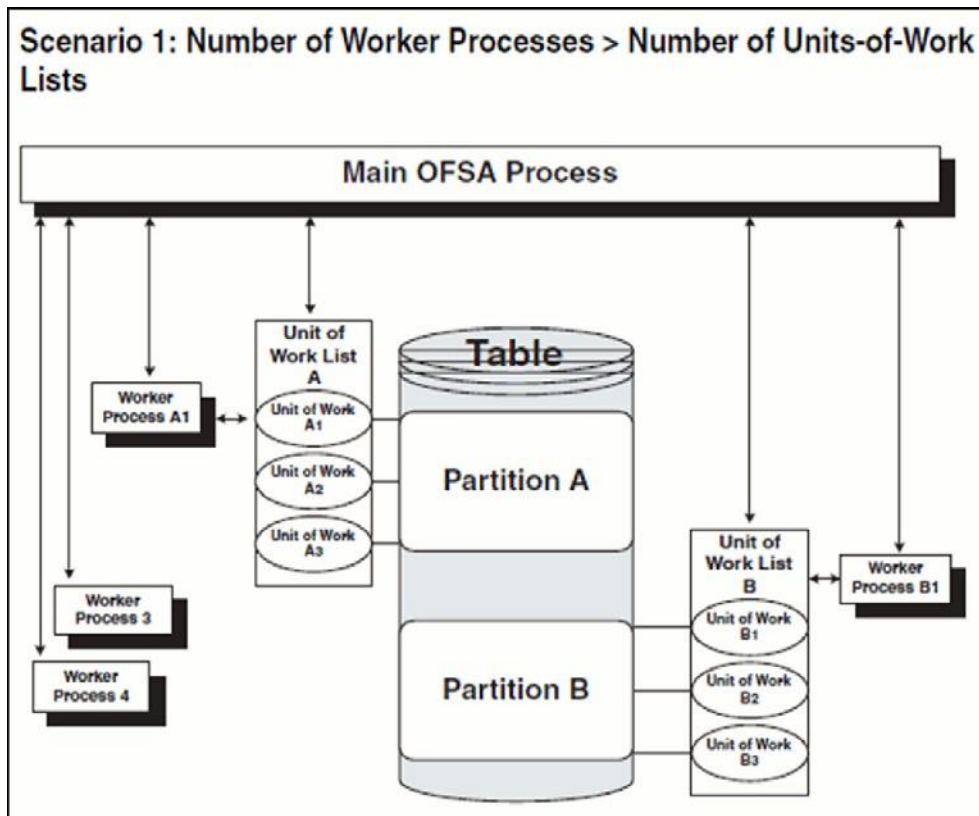 Scenario 1: Number of Worker Processes > Number of Units-of-Work
Lists
Main OFSA Process
Unit of
Work List
A
Table
Worker
Process A1
Unit of Work
A1
Unit of Work
A2
Unit of Work
A3
Partition A
Unit of
Work List
B
Worker
Process B1
Worker
Process 3
Worker
Process 4
Partition B
Unit of Work
B1
Unit of Work
B2
Unit of Work
B3